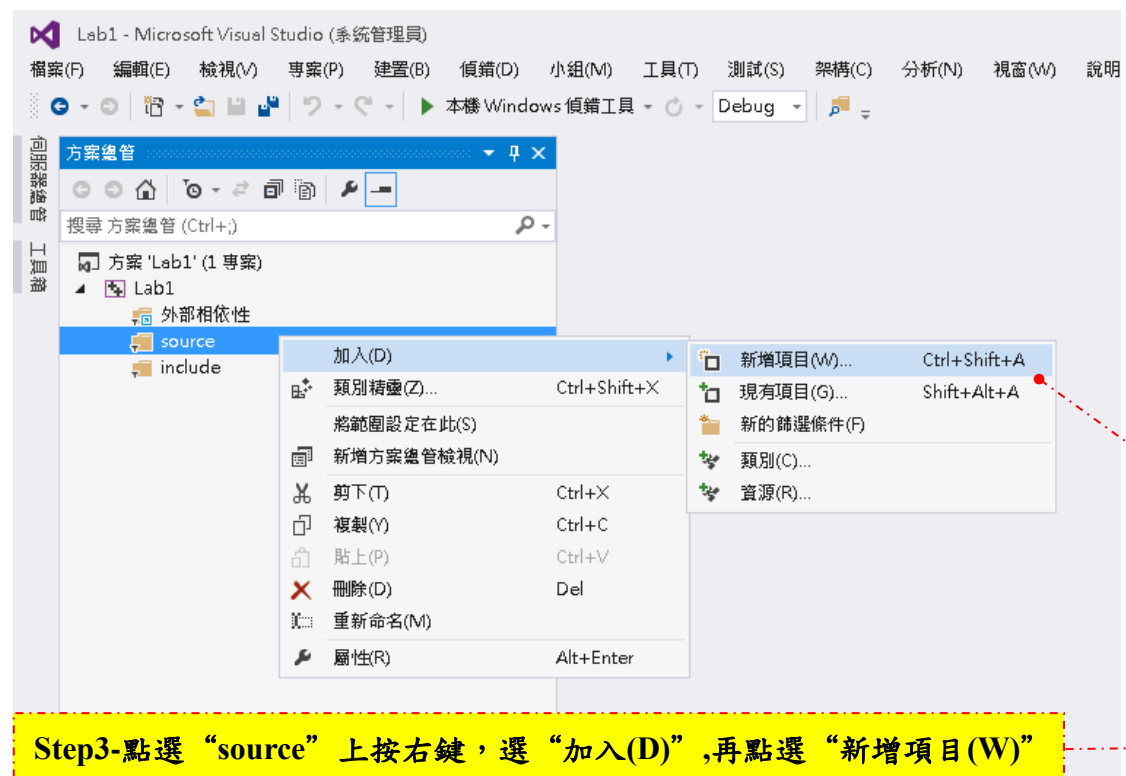 Lab1 - Microsoft Visual Studio (系統管理員)
檔案(F) 編輯(E) 檢視(V) 專案(P) 建置(B) 偵錯(D) 小組(M) 工具(T) 測試(S) 架構(C) 分析(N) 視窗(W) 說明
本機 Windows 偵錯工具 Debug
伺服器總管
工具箱
方案總管
搜尋 方案總管 (Ctrl+;)
方案 'Lab1' (1 專案)
Lab1
外部相依性
source
include
加入(D)
類別精靈(Z)... Ctrl+Shift+X
將範圍設定在此(S)
新增方案總管檢視(N)
剪下(T) Ctrl+X
複製(Y) Ctrl+C
貼上(P) Ctrl+V
刪除(D) Del
重新命名(M)
屬性(R) Alt+Enter
新增項目(W)... Ctrl+Shift+A
現有項目(G)... Shift+Alt+A
新的篩選條件(F)
類別(C)...
資源(R)...
Step3-點選“source”上按右鍵，選“加入(D)”,再點選“新增項目(W)”